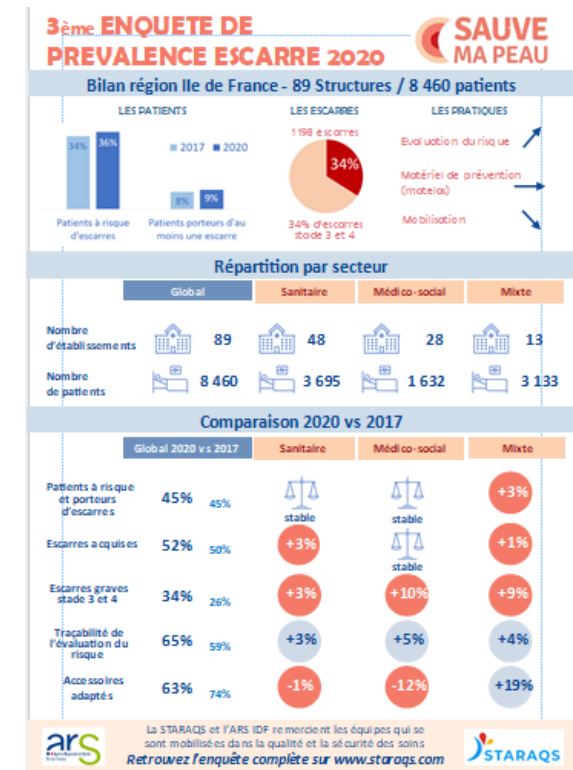 3ème ENQUETE DE
PREVALENCE ESCARRE 2020
SAUVE
MA PEAU
Bilan région Ile de France - 89 Structures / 8 460 patients
LES PATIENTS
34%
36%
2017
2020
8%
9%
Patients à risque
d'escarres
Patients porteurs d'au
moins une escarre
LES ESCARRES
1198 escarres
34%
34% d'escarres
stade 3 et 4
LES PRATIQUES
Evaluation du risque
Matériel de prévention
(matelas)
Mobilisation
Répartition par secteur
Global
Sanitaire
Médico-social
Mixte
Nombre
d'établissements
89
48
28
13
Nombre
de patients
8 460
3 695
1 632
3 133
Comparaison 2020 vs 2017
Global 2020 vs 2017
Sanitaire
Médico-social
Mixte
Patients à risque
et porteurs
d'escarres
45%
45%
stable
stable
+3%
Escarres acquises
52%
50%
+3%
stable
+1%
Escarres graves
stade 3 et 4
34%
26%
+3%
+10%
+9%
Traçabilité de
l'évaluation du
risque
65%
59%
+3%
+5%
+4%
Accessoires
adaptés
63%
74%
-1%
-12%
+19%
ars
La STARAQS et l'ARS IDF remercient les équipes qui se
sont mobilisées dans la qualité et la sécurité des soins
Retrouvez l'enquête complète sur www.staraqs.com
STARAQS